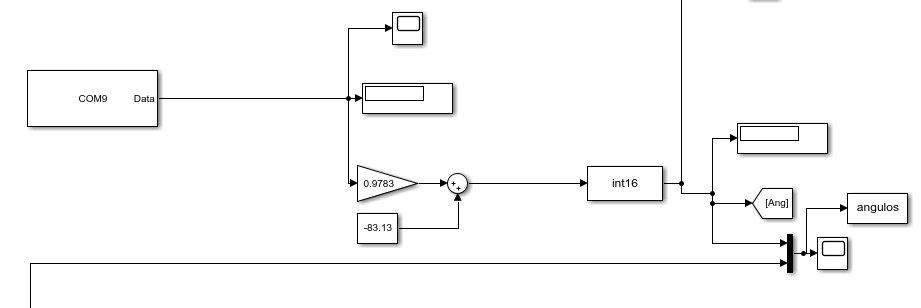 COM9
Data
0.9783
-83.13
int16
[Ang]
angulos